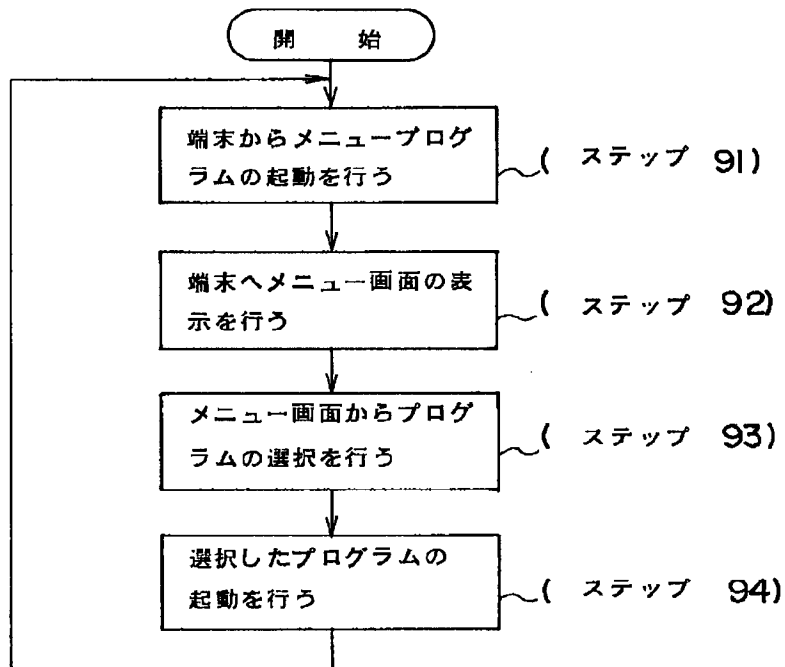 開 始
端末からメニュープログ
ラムの起動を行う
( ステップ 91)
端末へメニュー画面の表
示を行う
( ステップ 92)
メニュー画面からプログ
ラムの選択を行う
( ステップ 93)
選択したプログラムの
起動を行う
( ステップ 94)